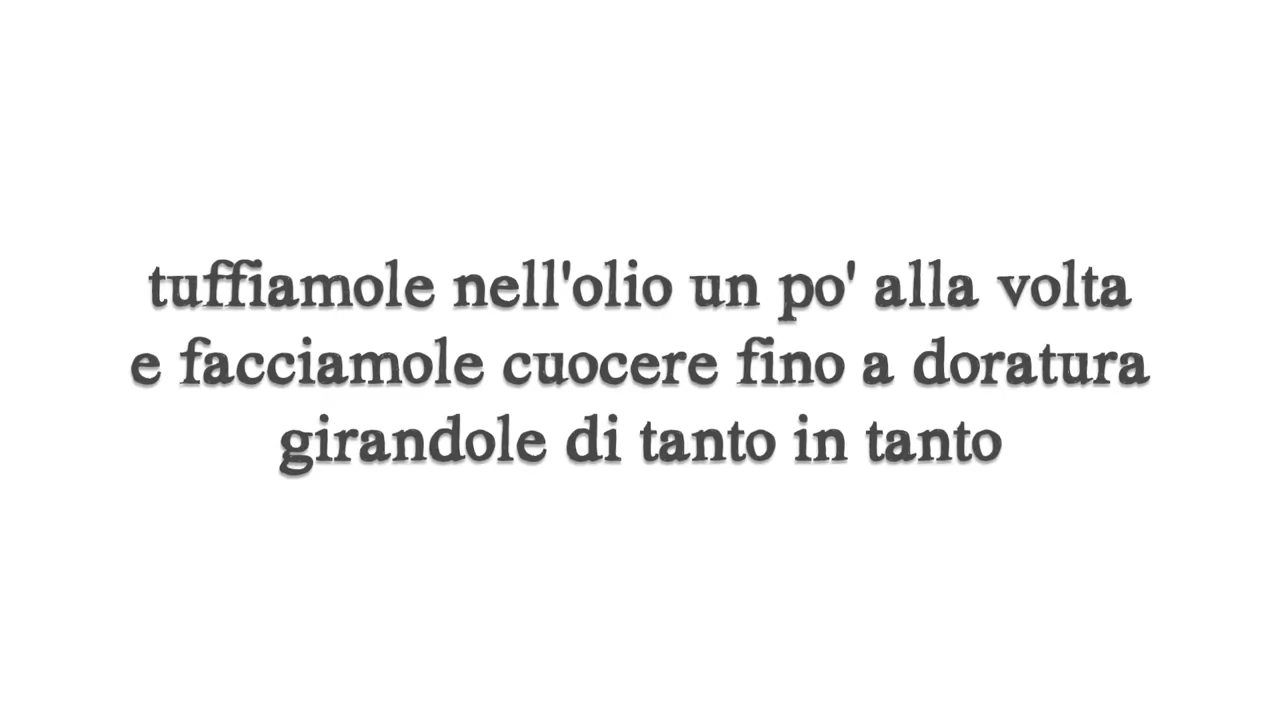 tuffiamole nell'olio un po' alla volta
e facciamole cuocere fino a doratura
girandole di tanto in tanto